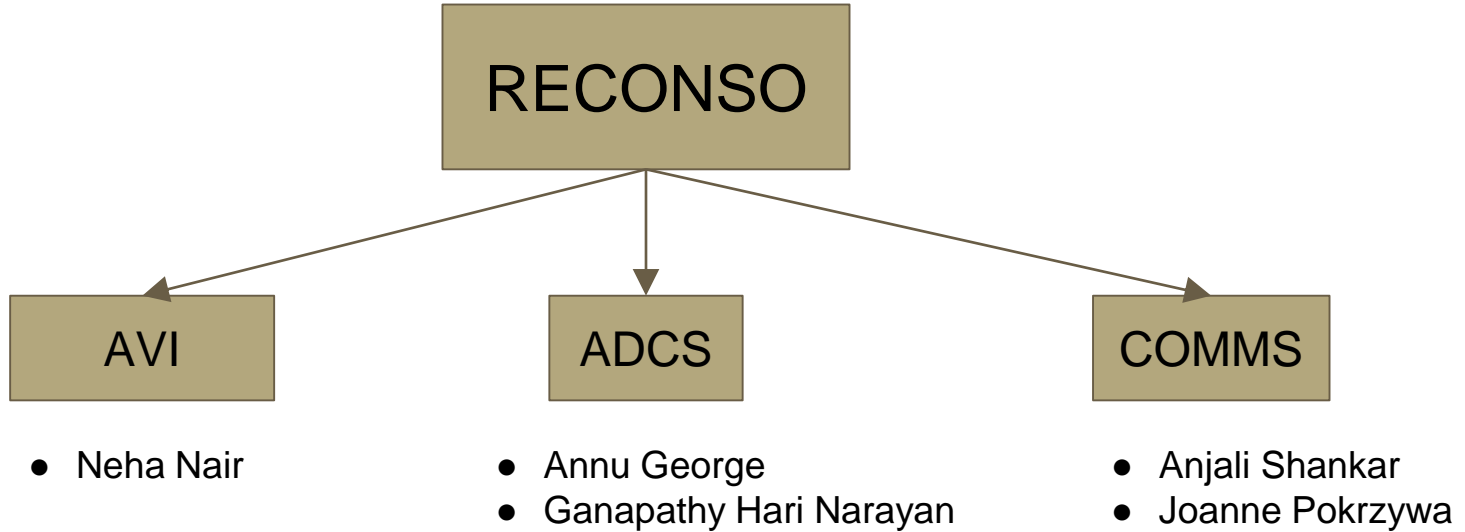 RECONSO
AVI
ADCS
COMMS
● Neha Nair
● Annu George
● Ganapathy Hari Narayan
● Anjali Shankar
● Joanne Pokrzywa